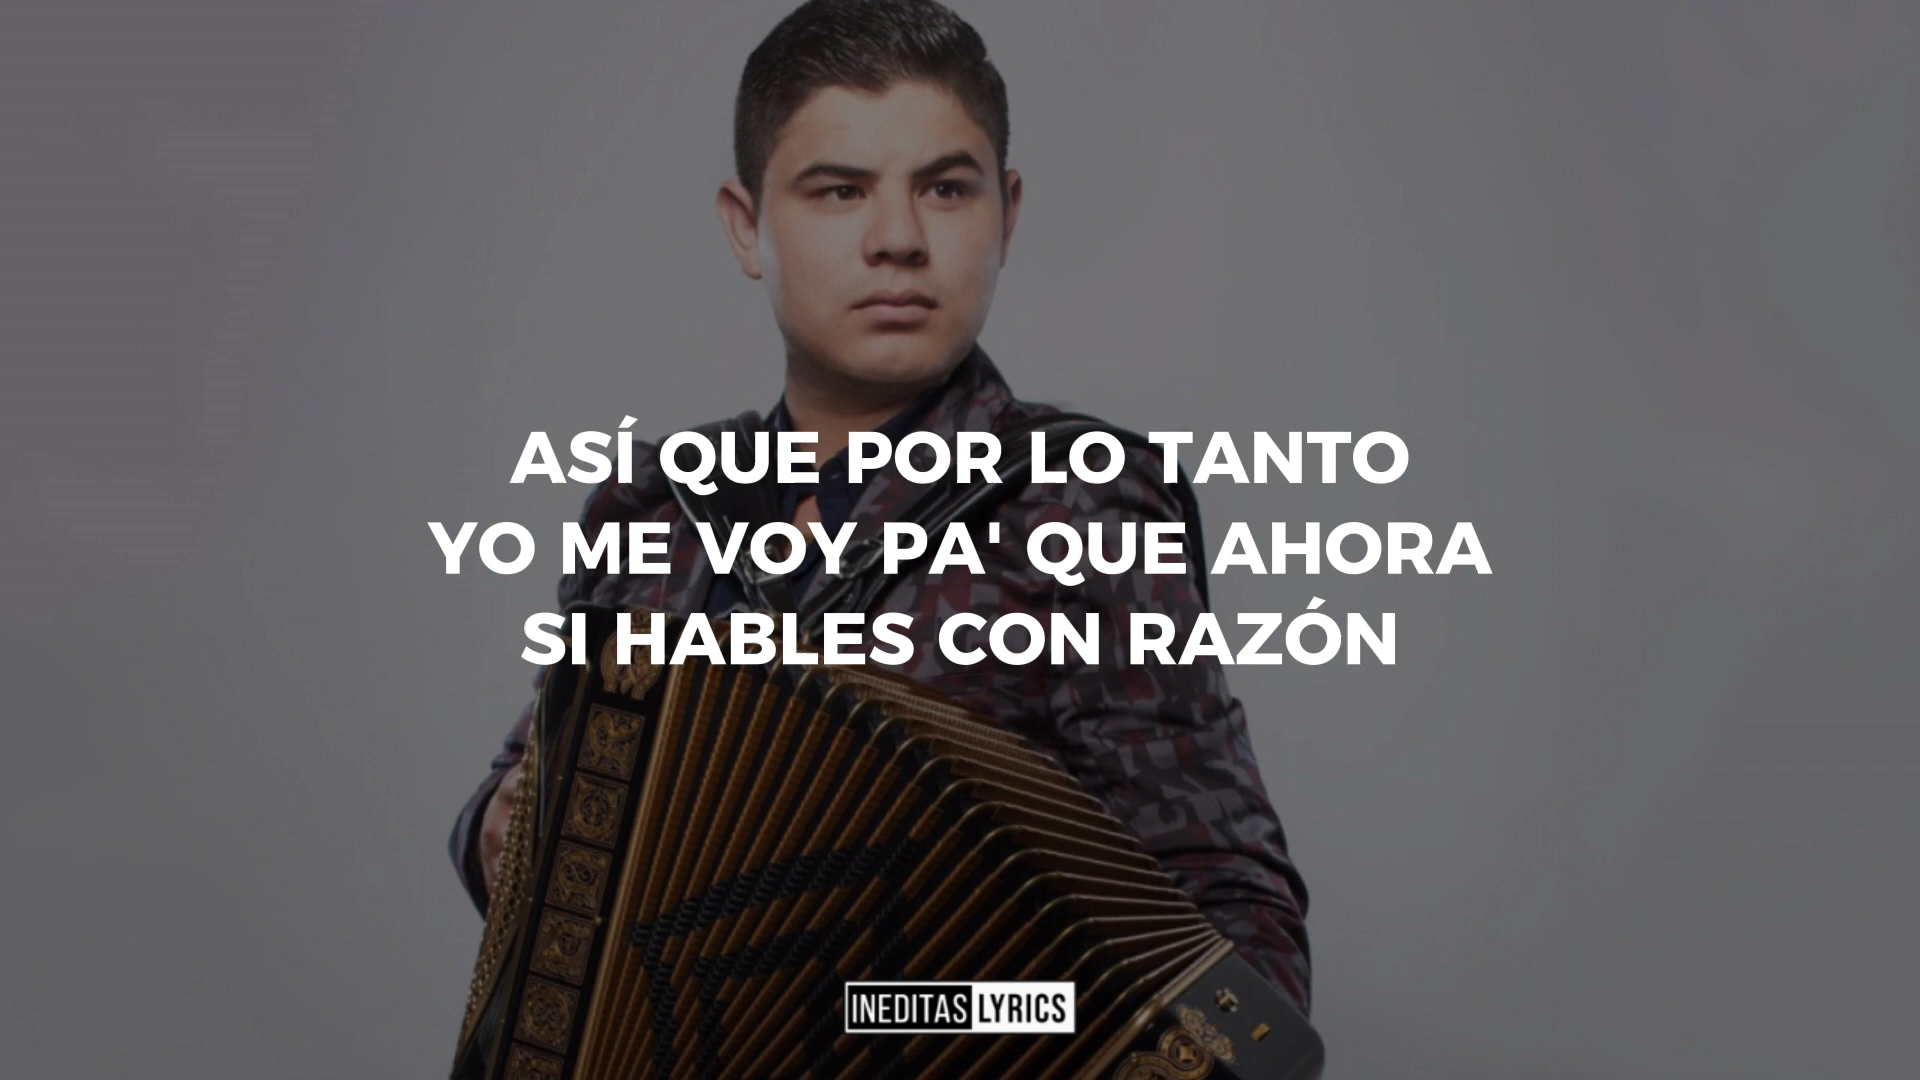 ASÍ QUE POR LO TANTO
YO ME VOY PA' QUE AHORA
SI HABLES CON RAZÓN
INEDITAS LYRICS